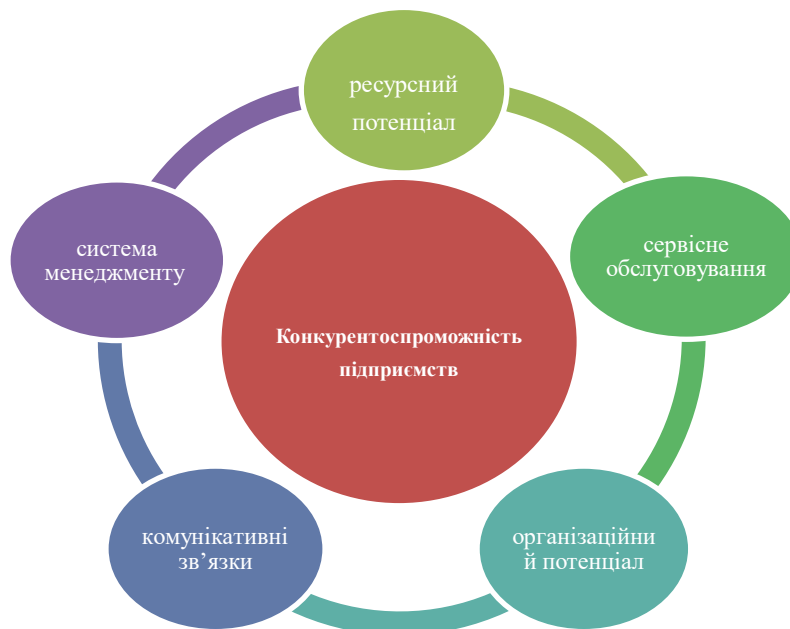 ресурсний
потенціал
сервісне
обслуговування
організаційни
й потенціал
комунікативні
зв’язки
система
менеджменту
Конкурентоспроможність
підприємств